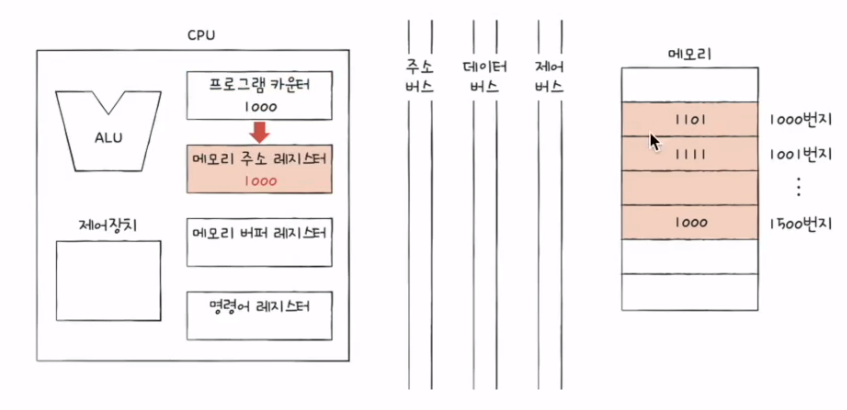 CPU
ALU
제어장치
프로그램 카운터
1000
메모리 주소 레지스터
1000
메모리 버퍼 레지스터
명령어 레지스터
주소
버스
데이터
버스
제어
버스
메모리
1101
1000번지
1111
1001번지
⋮
1000
1500번지